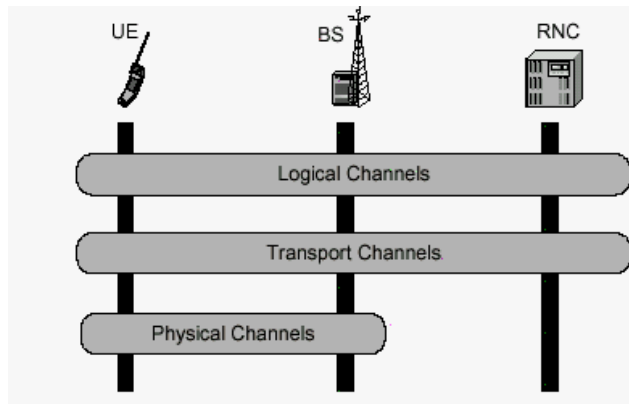 UE
BS
RNC
Logical Channels
Transport Channels
Physical Channels